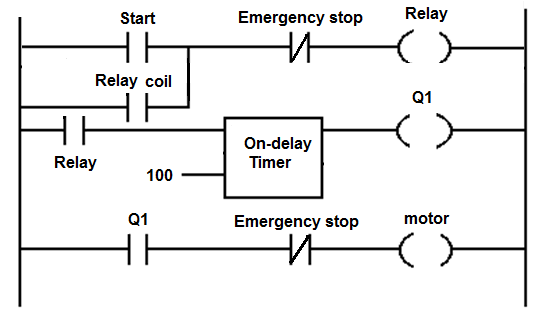 Start
Emergency stop
Relay
Relay coil
Q1
Relay
On-delay
Timer
100
Q1
Emergency stop
motor